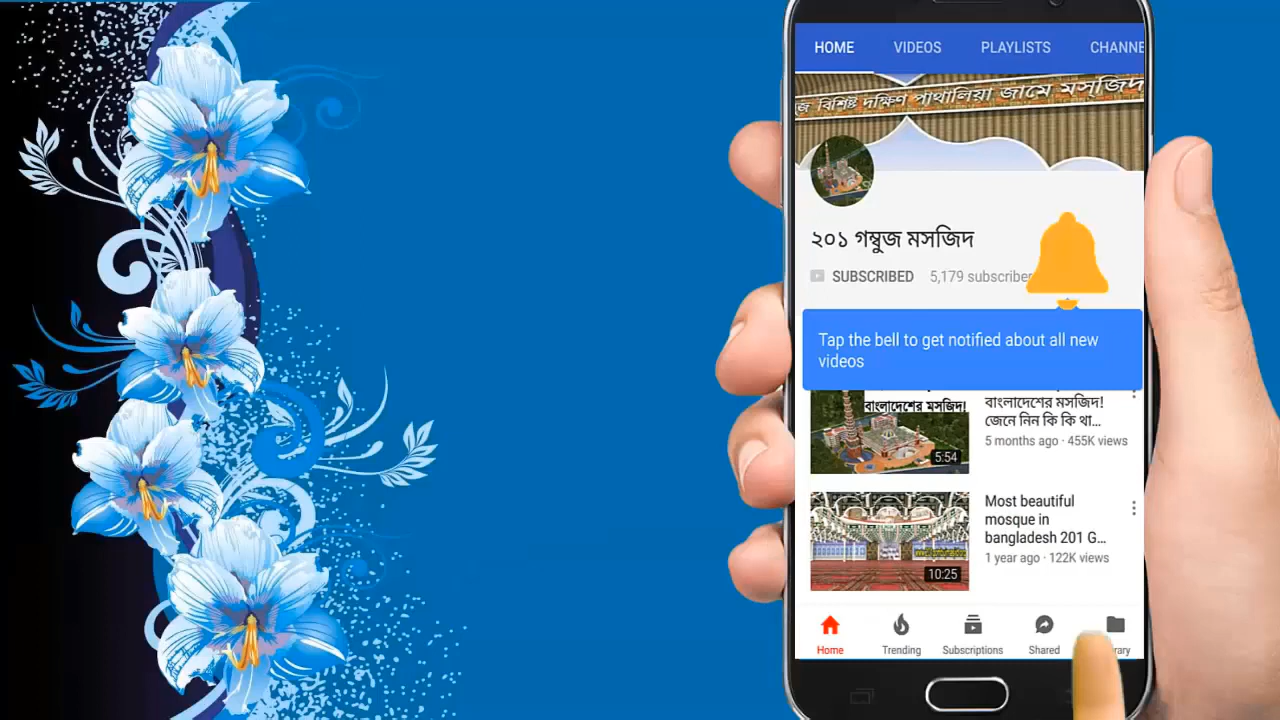 HOME VIDEOS PLAYLISTS CHANNE
বিশিষ্ট দক্ষিণ পাথালিয়া জামে মসজিদ
২০১ গম্বুজ মসজিদ
SUBSCRIBED 5,179 subscriber
Tap the bell to get notified about all new
videos
বাংলাদেশের মসজিদ!
বাংলাদেশের মসজিদ!
জেনে নিন কি কি থা...
5 months ago · 455K views
5:54
Most beautiful
mosque in
bangladesh 201 G...
1 year ago · 122K views
10:25
Home Trending Subscriptions Shared rary